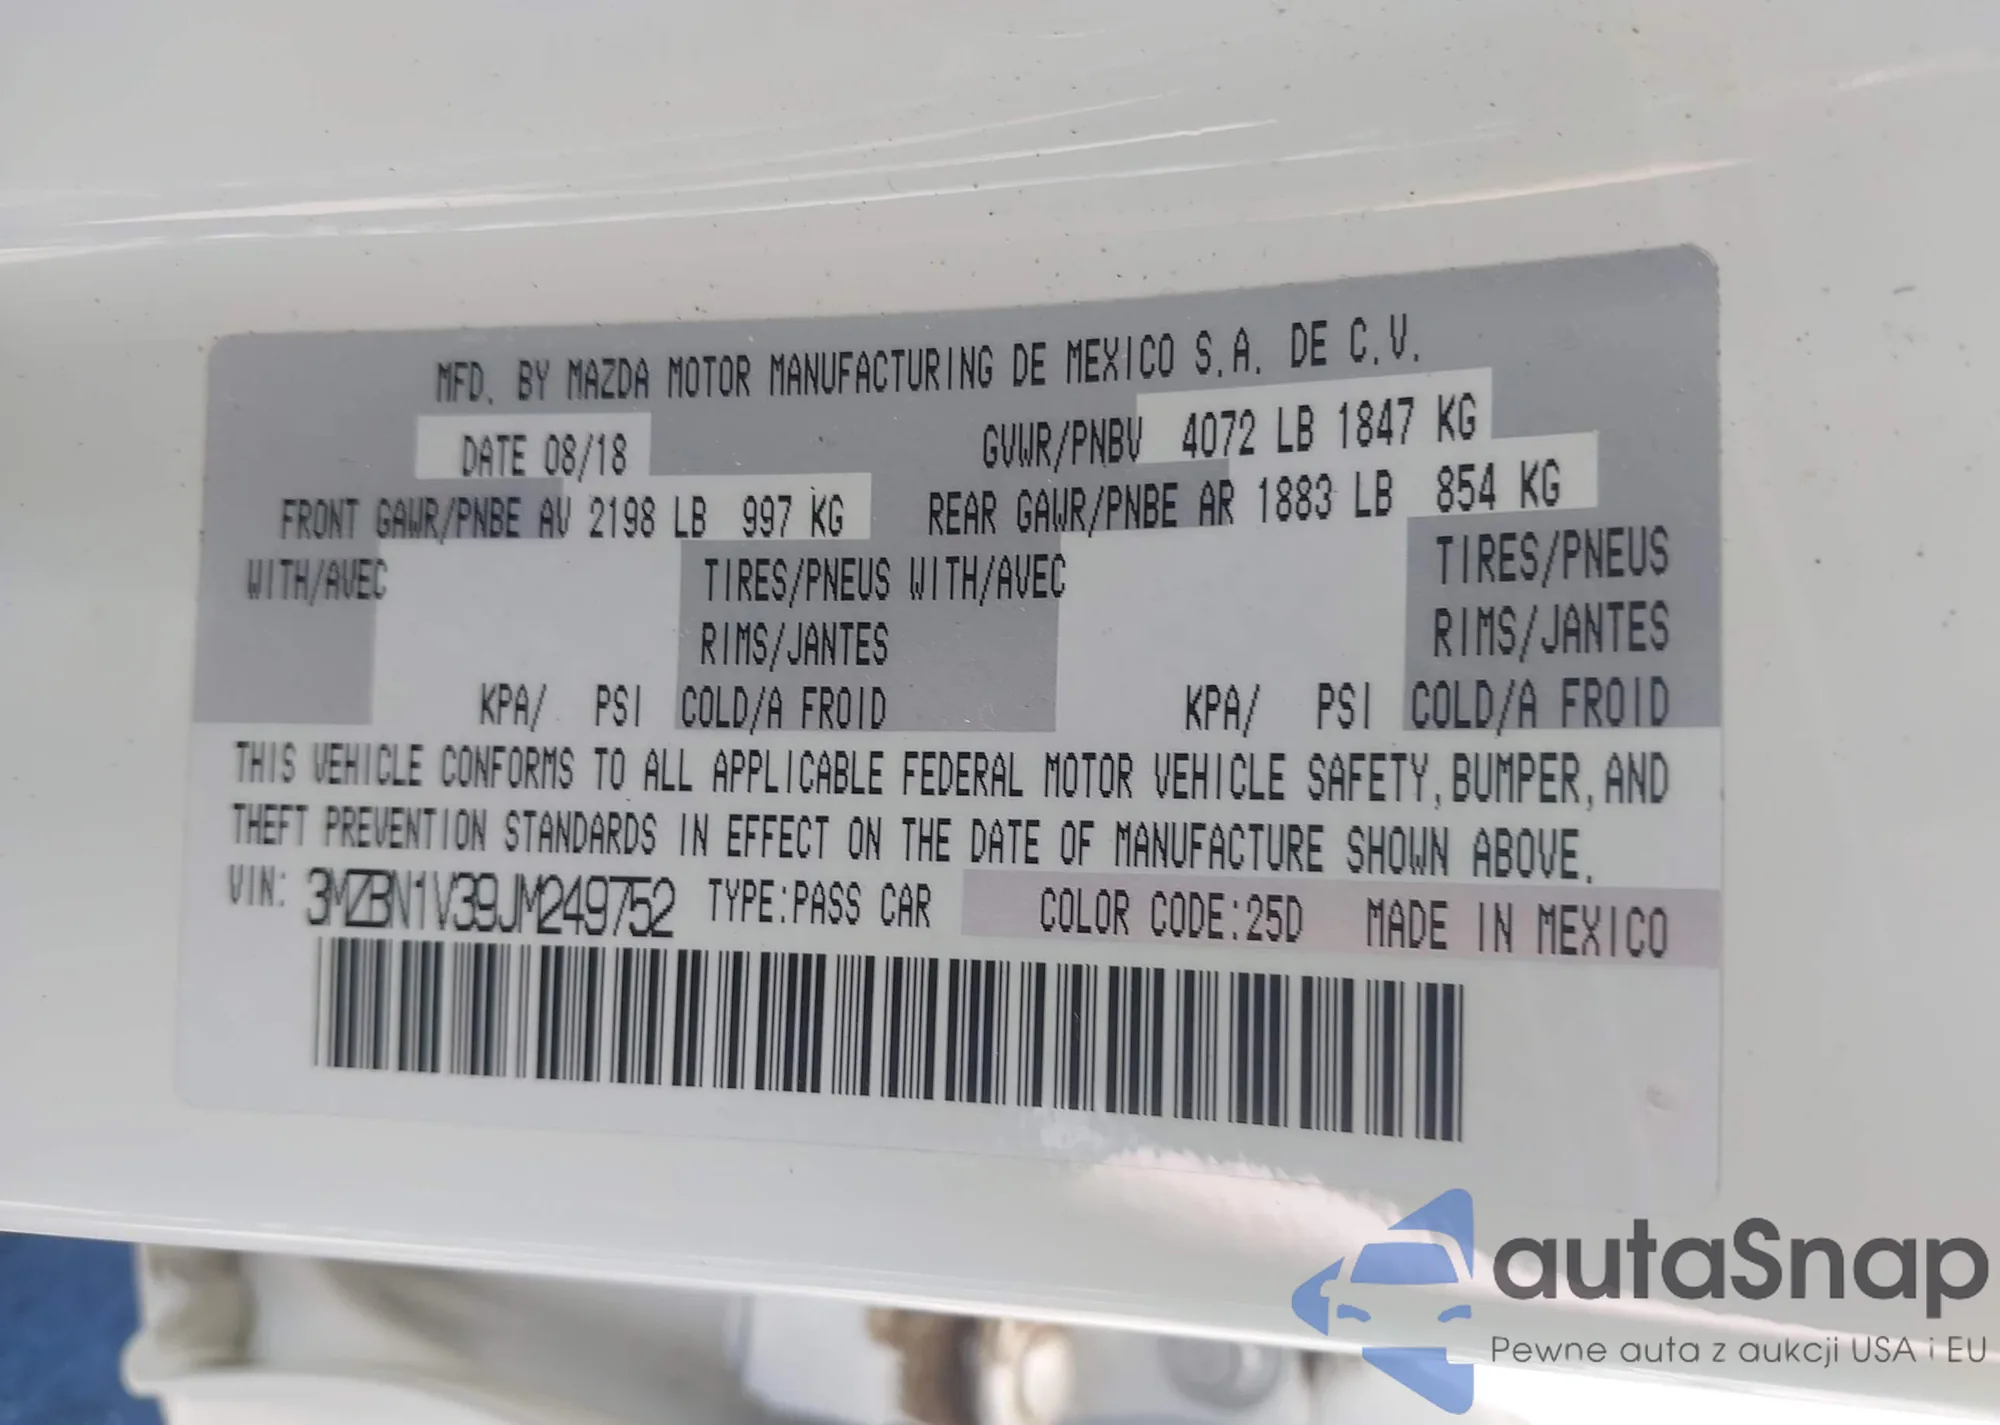 MFD. BY MAZDA MOTOR MANUFACTURING DE MEXICO S.A. DE C.V.
DATE 08/18 GVWR/PNBV 4072 LB 1847 KG
FRONT GAWR/PNBE AV 2198 LB 997 KG REAR GAWR/PNBE AR 1883 LB 854 KG
WITH/AVEC TIRES/PNEUS WITH/AVEC TIRES/PNEUS
RIMS/JANTES RIMS/JANTES
KPA/ PSI COLD/A FROID KPA/ PSI COLD/A FROID
THIS VEHICLE CONFORMS TO ALL APPLICABLE FEDERAL MOTOR VEHICLE SAFETY, BUMPER, AND
THEFT PREVENTION STANDARDS IN EFFECT ON THE DATE OF MANUFACTURE SHOWN ABOVE.
VIN: 3MZBN1V39JM249752 TYPE:PASS CAR COLOR CODE:25D MADE IN MEXICO
autaSnap
Pewne auta z aukcji USA i EU